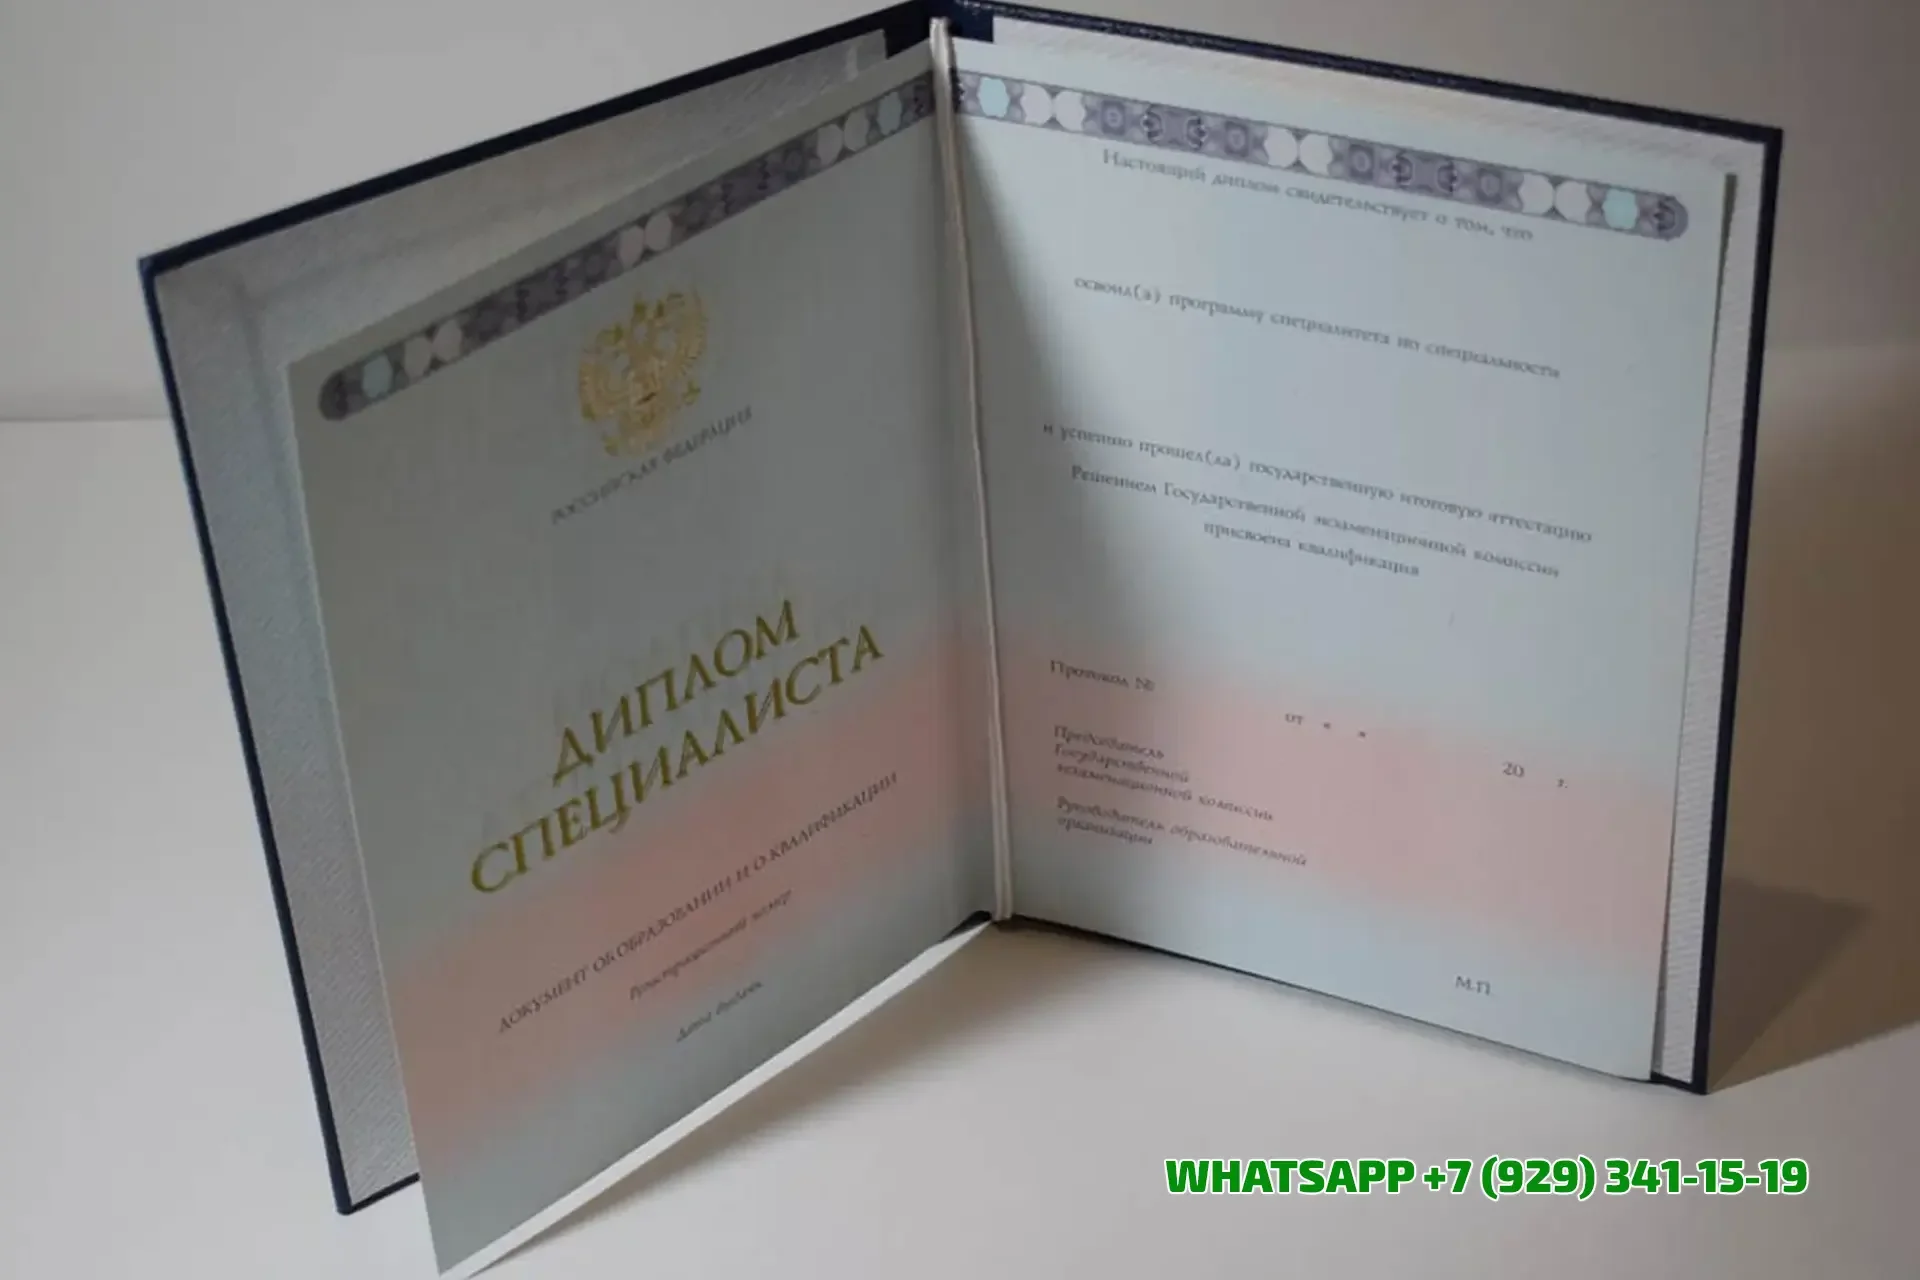 РОССИЙСКАЯ ФЕДЕРАЦИЯ
ДИПЛОМ
СПЕЦИАЛИСТА
ДОКУМЕНТ ОБ ОБРАЗОВАНИИ И О КВАЛИФИКАЦИИ
Регистрационный номер
Дата выдачи
Настоящий диплом свидетельствует о том, что
освоил(а) программу специалитета по специальности
и успешно прошел(ла) государственную итоговую аттестацию
Решением Государственной экзаменационной комиссии
присвоена квалификация
Протокол №
от « »
20 г.
Председатель
Государственной
экзаменационной комиссии
Руководитель образовательной
организации
М.П.
WHATSAPP +7 (929) 341-15-19